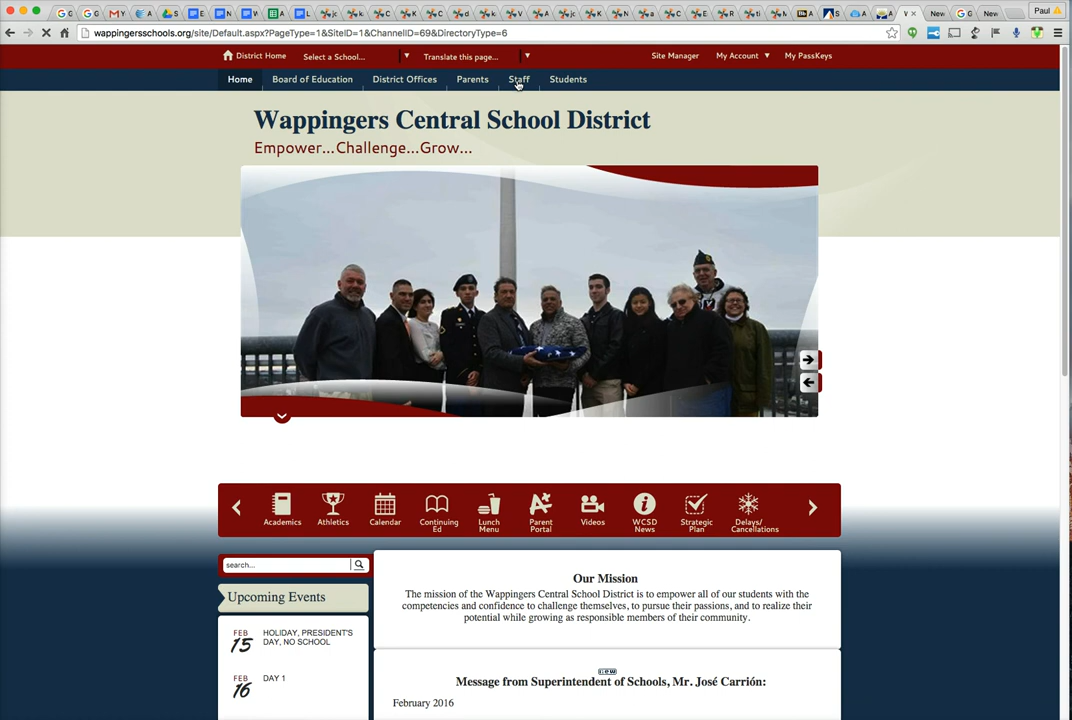 Paul
wappingersschools.org/site/Default.aspx?PageType=1&SiteID=1&ChannelID=69&DirectoryType=6
District Home
Select a School...
Translate this page...
Site Manager
My Account
My PassKeys
Home
Board of Education
District Offices
Parents
Staff
Students
Wappingers Central School District
Empower...Challenge...Grow...
Academics
Athletics
Calendar
Continuing
Ed
Lunch
Menu
Parent
Portal
Videos
WCSD
News
Strategic
Plan
Delays/
Cancellations
search...
Upcoming Events
FEB
15
HOLIDAY, PRESIDENT'S
DAY, NO SCHOOL
FEB
16
DAY 1
Our Mission
The mission of the Wappingers Central School District is to empower all of our students with the
competencies and confidence to challenge themselves, to pursue their passions, and to realize their
potential while growing as responsible members of their community.
new
Message from Superintendent of Schools, Mr. José Carrión:
February 2016